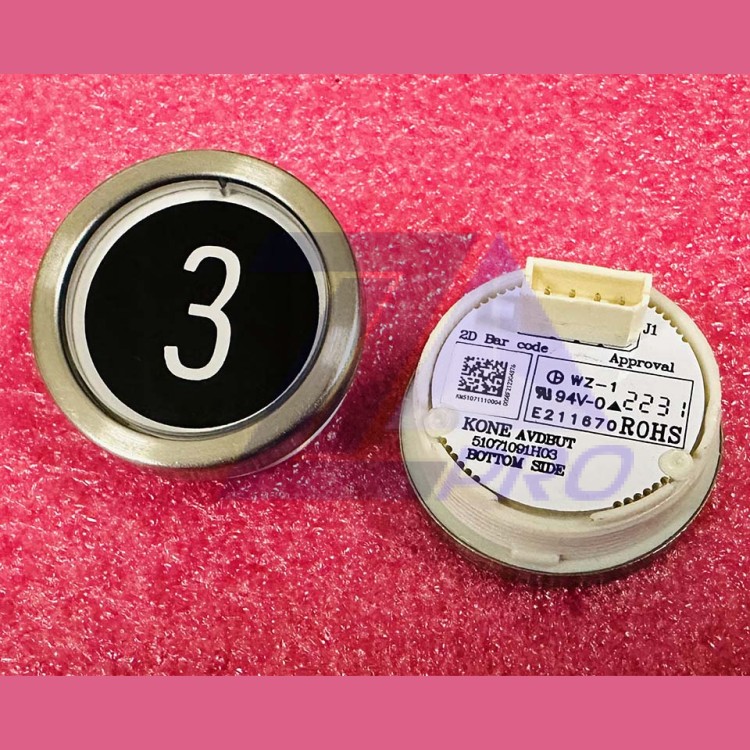 3
J1
2D Bar code
Approval
WZ-1
94V-0 2231
E211670 ROHS
KM51071110004
KONE AVDBUT
51071091H03
BOTTOM SIDE
PRO